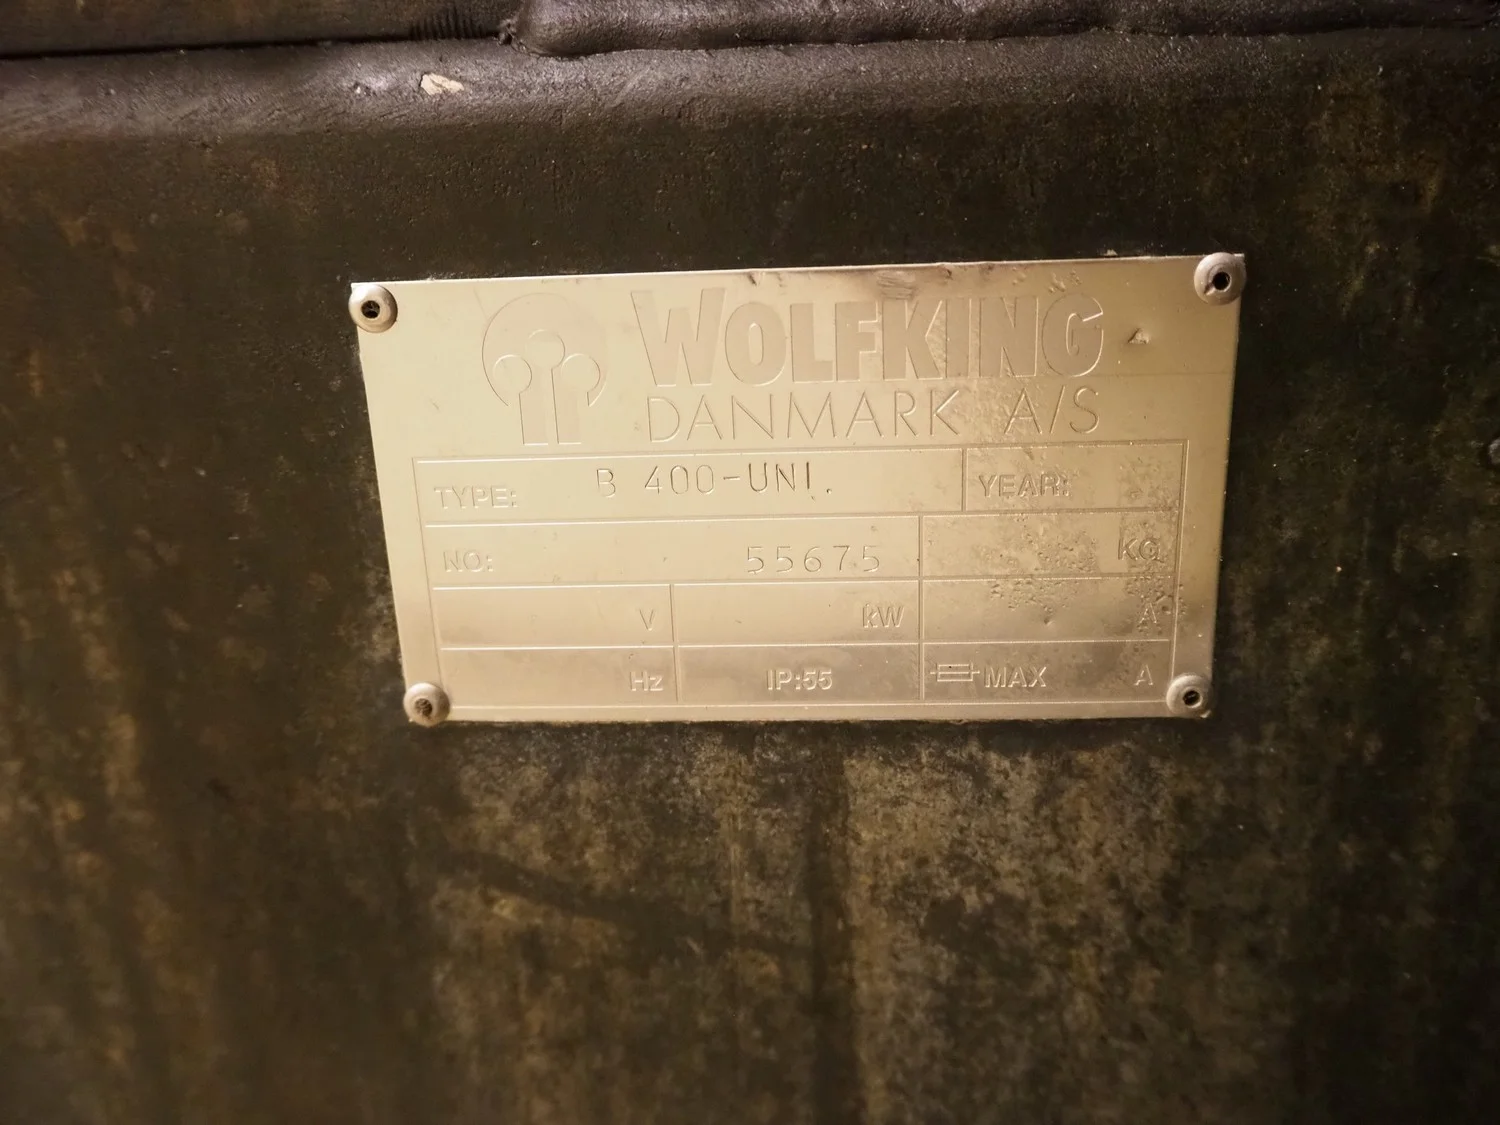 WOLFKING
DANMARK A/S
TYPE: B 400-UNI. YEAR:
NO: 55675 KG
V kW A
Hz IP:55 MAX A